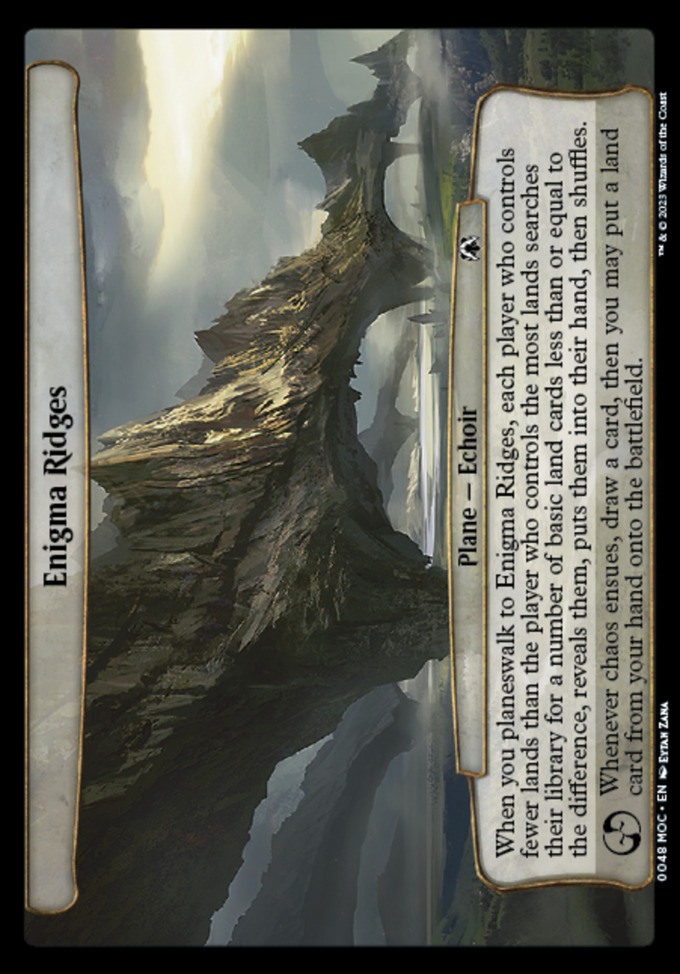 Enigma Ridges
Plane — Echoir
When you planeswalk to Enigma Ridges, each player who controls
fewer lands than the player who controls the most lands searches
their library for a number of basic land cards less than or equal to
the difference, reveals them, puts them into their hand, then shuffles.
Whenever chaos ensues, draw a card, then you may put a land
card from your hand onto the battlefield.
0048 MOC • EN EYTAN ZANA
™ & © 2023 Wizards of the Coast